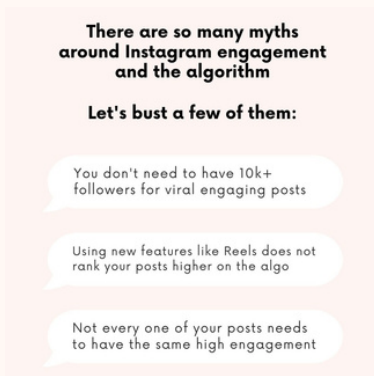 There are so many myths
around Instagram engagement
and the algorithm
Let's bust a few of them:
You don't need to have 10k+
followers for viral engaging posts
Using new features like Reels does not
rank your posts higher on the algo
Not every one of your posts needs
to have the same high engagement